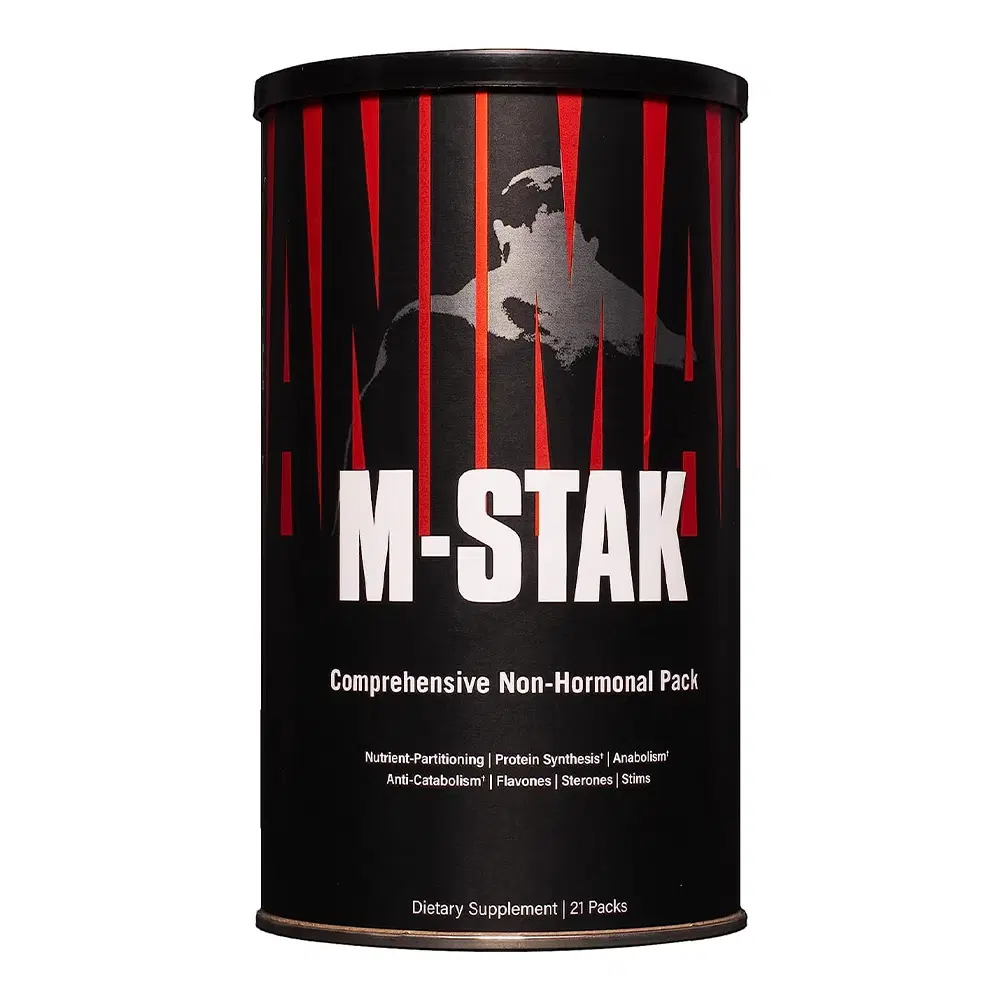 ANIMAL
M-STAK
Comprehensive Non-Hormonal Pack
Nutrient-Partitioning | Protein Synthesis† | Anabolism†
Anti-Catabolism† | Flavones | Sterones | Stims
Dietary Supplement | 21 Packs